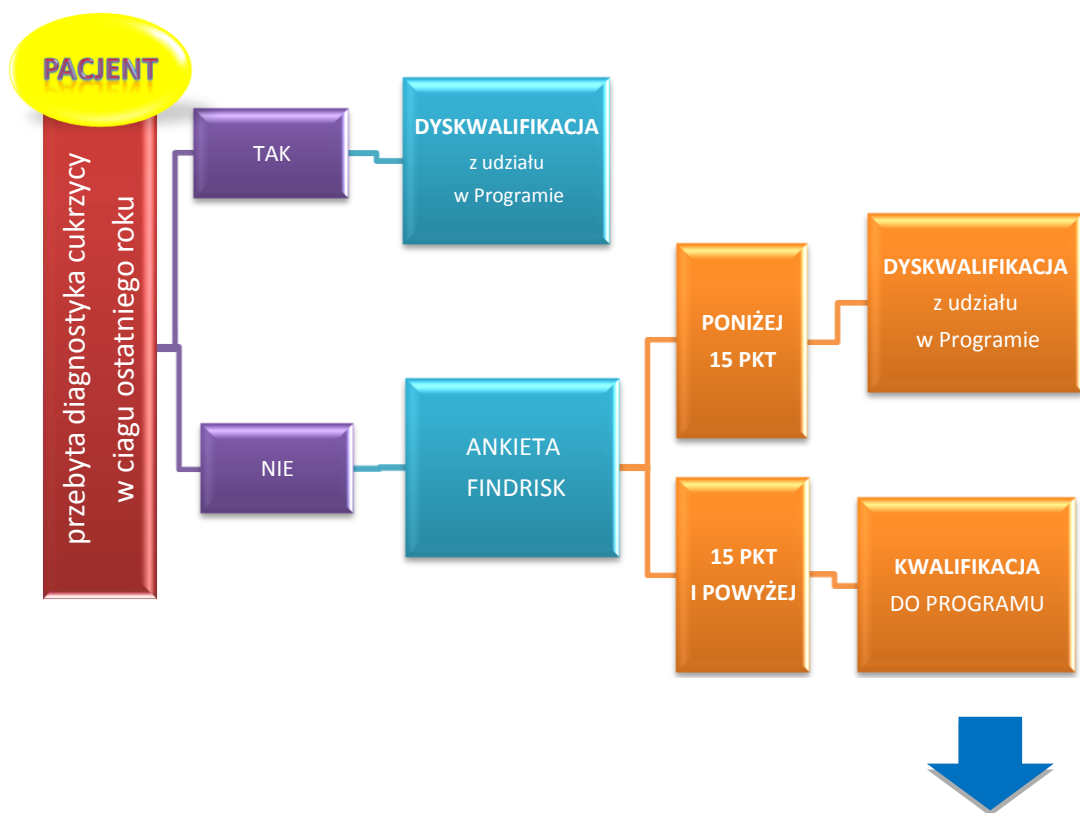 PACJENT
przebyta diagnostyka cukrzycy
w ciagu ostatniego roku
TAK
DYSKWALIFIKACJA
z udziału
w Programie
NIE
ANKIETA
FINDRISK
PONIŻEJ
15 PKT
DYSKWALIFIKACJA
z udziału
w Programie
15 PKT
I POWYŻEJ
KWALIFIKACJA
DO PROGRAMU